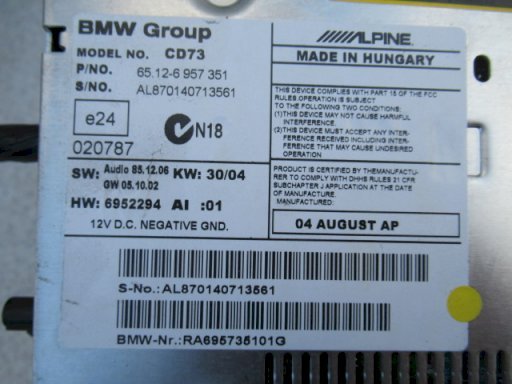 BMW Group
MODEL NO. CD73
P/NO. 65.12-6 957 351
S/NO. AL870140713561
e24
020787
N18
SW: Audio 85.12.06 KW: 30/04
GW 05.10.02
HW: 6952294 AI :01
12V D.C. NEGATIVE GND.
ALPINE
MADE IN HUNGARY
THIS DEVICE COMPLIES WITH PART 15 OF THE FCC
RULES.OPERATION IS SUBJECT
TO THE FOLLOWING TWO CONDITIONS:
(1)THIS DEVICE MAY NOT CAUSE HARMFUL
INTERFERENCE.
(2)THIS DEVICE MUST ACCEPT ANY INTER-
FERENCE RECEIVED INCLUDING INTER-
FERENCE THAT MAY CAUSE UNDESIRED
OPERATION
PRODUCT IS CERTIFIED BY THEMANUFACTU-
RER TO COMPLY WITH DHHS RULES 21 CFR
SUBCHAPTER J APPLICATION AT THE DATE OF
MANUFACTURED:
04 AUGUST AP
S-No.:AL870140713561
BMW-Nr.:RA695735101G